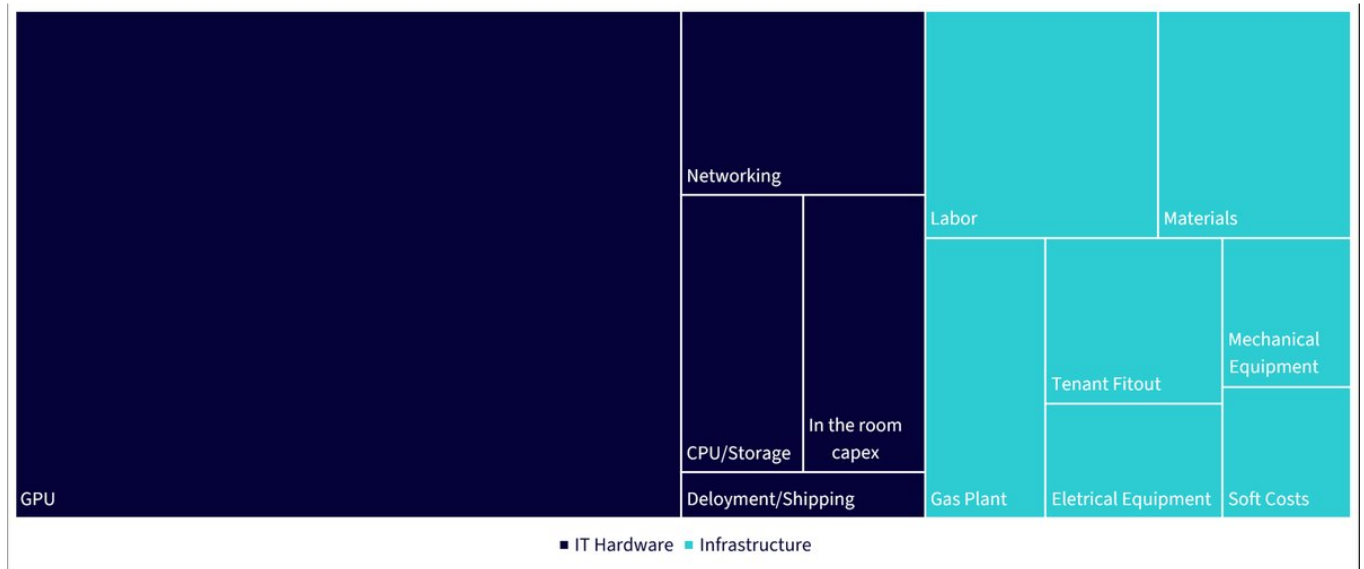 GPU
Networking
CPU/Storage
In the room
capex
Deloyment/Shipping
Labor
Materials
Gas Plant
Tenant Fitout
Eletrical Equipment
Mechanical
Equipment
Soft Costs
IT Hardware
Infrastructure